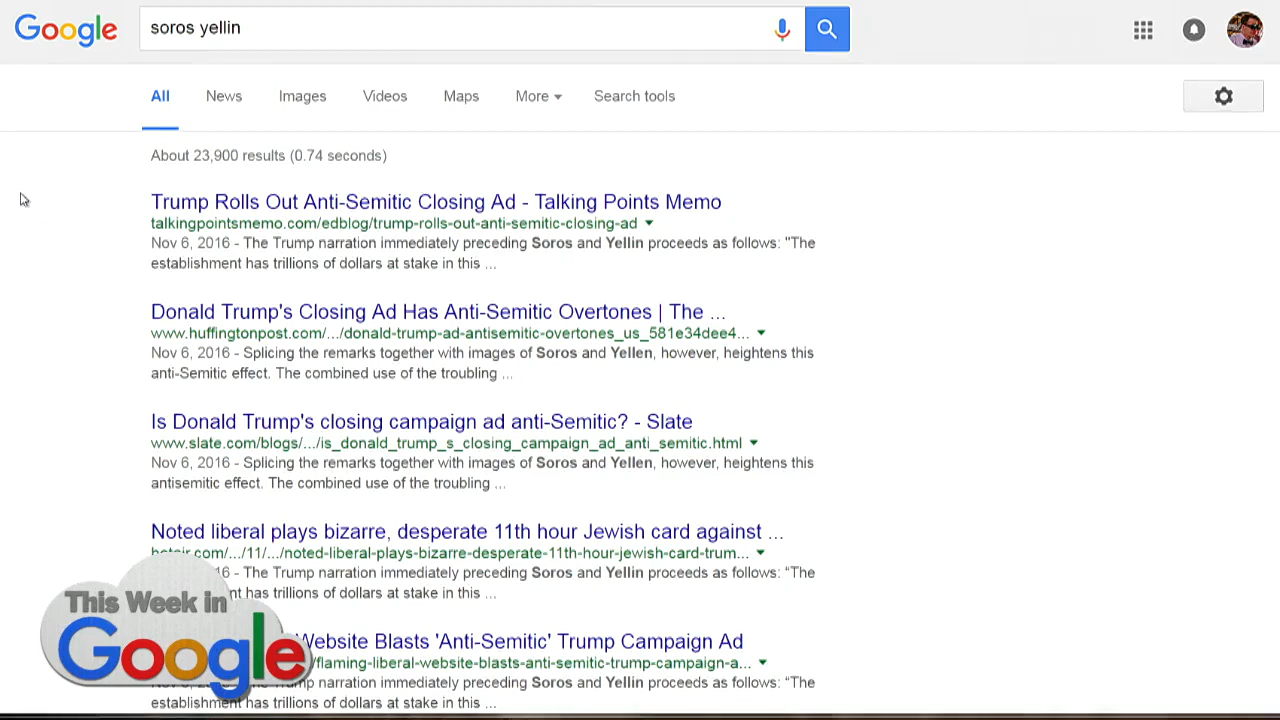 Google
soros yellin
All News Images Videos Maps More Search tools
About 23,900 results (0.74 seconds)
Trump Rolls Out Anti-Semitic Closing Ad - Talking Points Memo
talkingpointsmemo.com/edblog/trump-rolls-out-anti-semitic-closing-ad
Nov 6, 2016 - The Trump narration immediately preceding Soros and Yellin proceeds as follows: "The
establishment has trillions of dollars at stake in this ...
Donald Trump's Closing Ad Has Anti-Semitic Overtones | The ...
www.huffingtonpost.com/.../donald-trump-ad-antisemitic-overtones_us_581e34dee4...
Nov 6, 2016 - Splicing the remarks together with images of Soros and Yellen, however, heightens this
anti-Semitic effect. The combined use of the troubling ...
Is Donald Trump's closing campaign ad anti-Semitic? - Slate
www.slate.com/blogs/.../is_donald_trump_s_closing_campaign_ad_anti_semitic.html
Nov 6, 2016 - Splicing the remarks together with images of Soros and Yellen, however, heightens this
antisemitic effect. The combined use of the troubling ...
Noted liberal plays bizarre, desperate 11th hour Jewish card against ...
hotair.com/.../11/.../noted-liberal-plays-bizarre-desperate-11th-hour-jewish-card-trum...
16 - The Trump narration immediately preceding Soros and Yellin proceeds as follows: "The
nt has trillions of dollars at stake in this ...
Website Blasts 'Anti-Semitic' Trump Campaign Ad
/flaming-liberal-website-blasts-anti-semitic-trump-campaign-a...
The Trump narration immediately preceding Soros and Yellin proceeds as follows: "The
establishment has trillions of dollars at stake in this ...
This Week in
Google